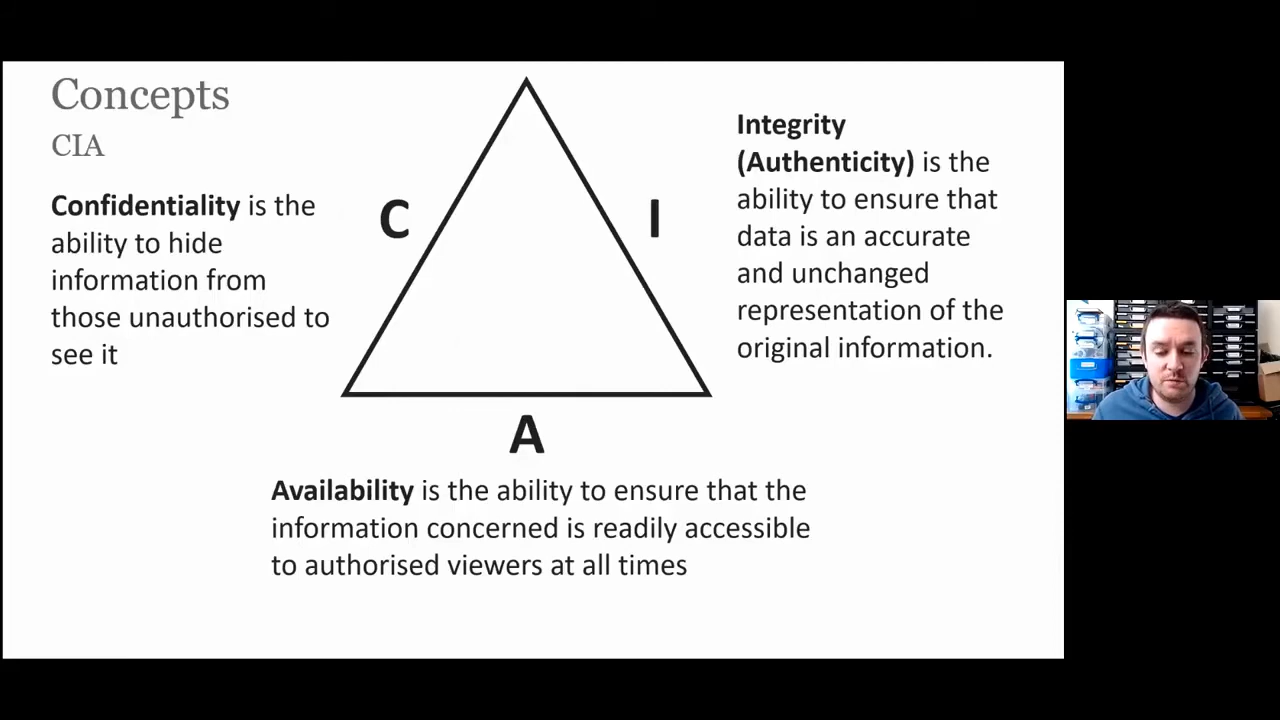 Concepts
CIA
Confidentiality is the
ability to hide
information from
those unauthorised to
see it
C
I
Integrity
(Authenticity) is the
ability to ensure that
data is an accurate
and unchanged
representation of the
original information.
A
Availability is the ability to ensure that the
information concerned is readily accessible
to authorised viewers at all times